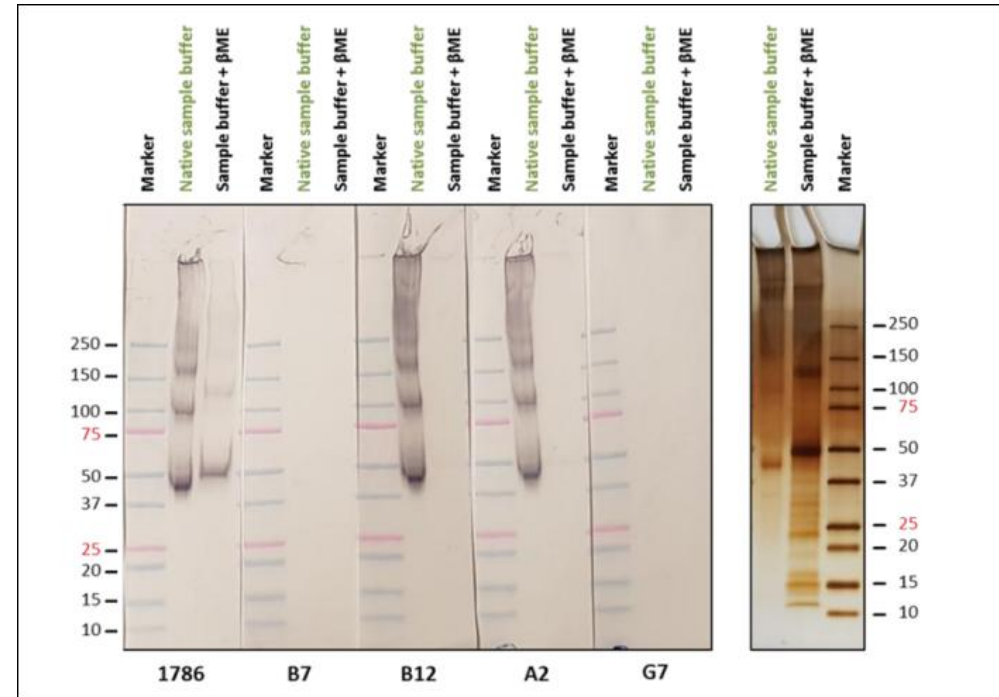 Marker
Native sample buffer
Sample buffer + βME
Marker
Native sample buffer
Sample buffer + βME
Marker
Native sample buffer
Sample buffer + βME
Marker
Native sample buffer
Sample buffer + βME
Marker
Native sample buffer
Sample buffer + βME
Native sample buffer
Sample buffer + βME
Marker
250
150
100
75
50
37
25
20
15
10
250
150
100
75
50
37
25
20
15
10
1786
B7
B12
A2
G7